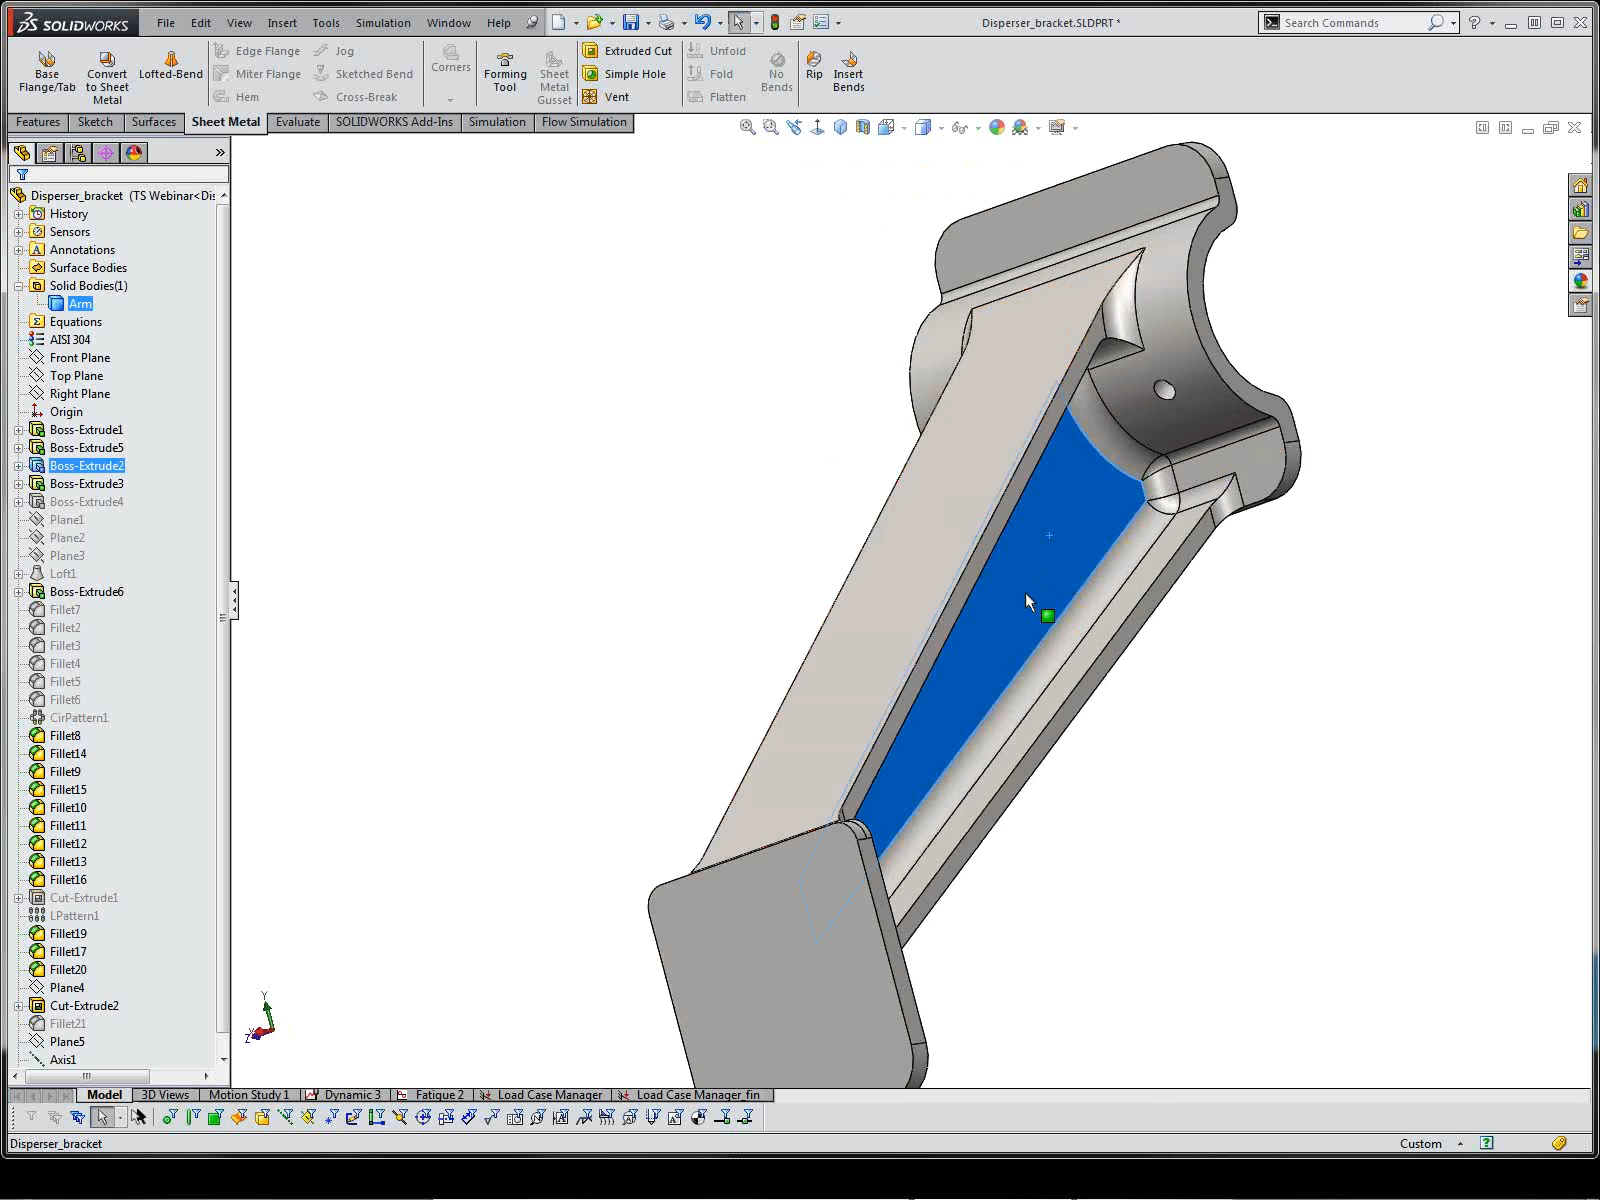 SOLIDWORKS File Edit View Insert Tools Simulation Window Help Disperser_bracket.SLDPRT * Search Commands
Base Flange/Tab
Convert to Sheet Metal
Lofted-Bend
Edge Flange
Miter Flange
Hem
Jog
Sketched Bend
Cross-Break
Corners
Forming Tool
Sheet Metal Gusset
Extruded Cut
Simple Hole
Vent
Unfold
Fold
Flatten
No Bends
Rip
Insert Bends
Features Sketch Surfaces Sheet Metal Evaluate SOLIDWORKS Add-Ins Simulation Flow Simulation
Disperser_bracket (TS Webinar<Dis
History
Sensors
Annotations
Surface Bodies
Solid Bodies(1)
Arm
Equations
AISI 304
Front Plane
Top Plane
Right Plane
Origin
Boss-Extrude1
Boss-Extrude5
Boss-Extrude2
Boss-Extrude3
Boss-Extrude4
Plane1
Plane2
Plane3
Loft1
Boss-Extrude6
Fillet7
Fillet2
Fillet3
Fillet4
Fillet5
Fillet6
CirPattern1
Fillet8
Fillet14
Fillet9
Fillet15
Fillet10
Fillet11
Fillet12
Fillet13
Fillet16
Cut-Extrude1
LPattern1
Fillet19
Fillet17
Fillet20
Plane4
Cut-Extrude2
Fillet21
Plane5
Axis1
Y
Z
Model 3D Views Motion Study 1 Dynamic 3 Fatigue 2 Load Case Manager Load Case Manager_fin
Disperser_bracket Custom